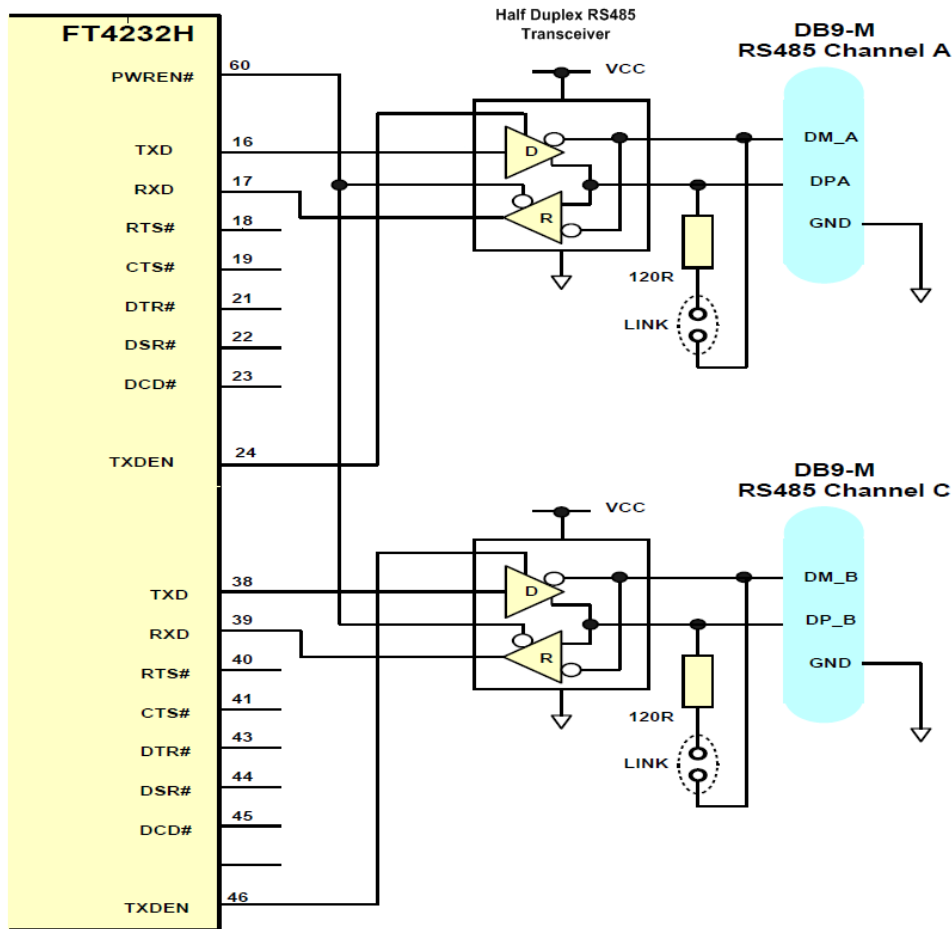 FT4232H
PWREN#
60
TXD
16
RXD
17
RTS#
18
CTS#
19
DTR#
21
DSR#
22
DCD#
23
TXDEN
24
Half Duplex RS485
Transceiver
VCC
D
R
120R
LINK
DB9-M
RS485 Channel A
DM_A
DPA
GND
TXD
38
RXD
39
RTS#
40
CTS#
41
DTR#
43
DSR#
44
DCD#
45
TXDEN
46
VCC
D
R
120R
LINK
DB9-M
RS485 Channel C
DM_B
DP_B
GND